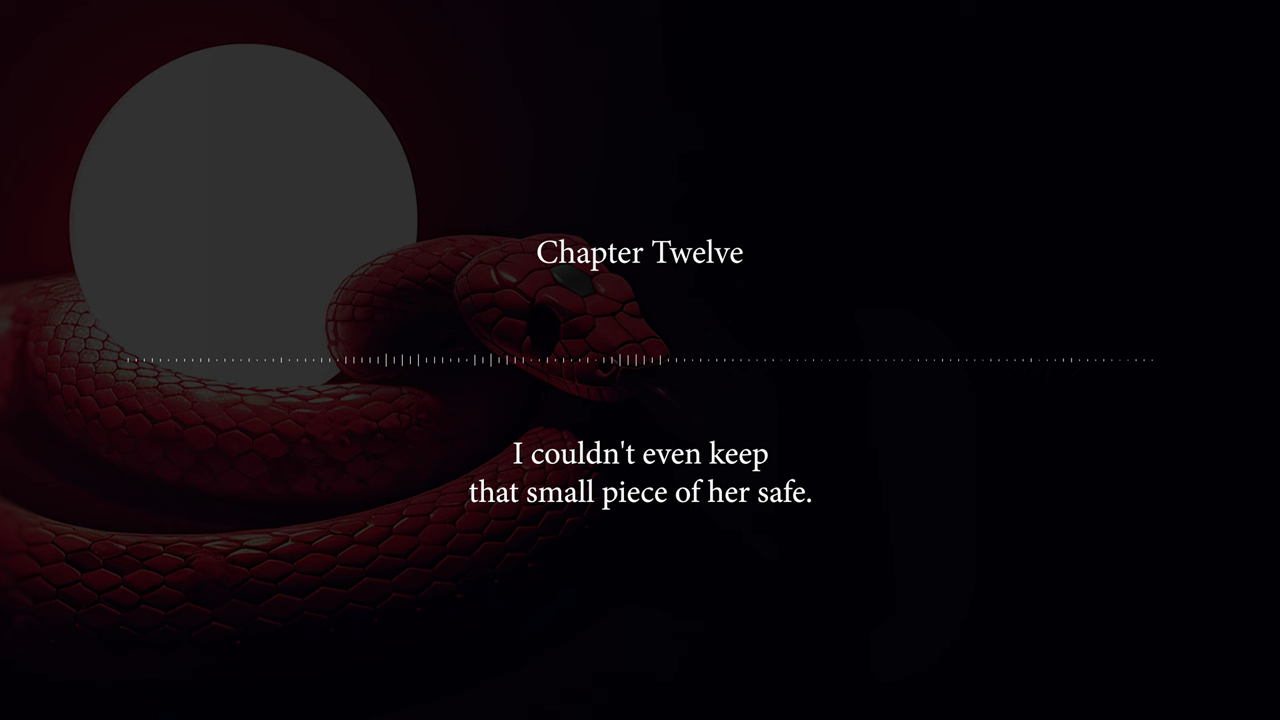 Chapter Twelve
I couldn't even keep
that small piece of her safe.